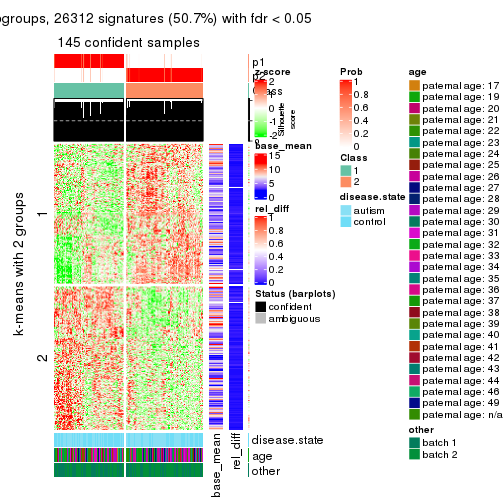 ogroups, 26312 signatures (50.7%) with fdr < 0.05
145 confident samples
p1
p2
Class
Silhouette
score
k-means with 2 groups
1
2
disease.state
age
other
base_mean
rel_diff
z-score
2
1
0
-1
-2
base_mean
15
10
5
0
rel_diff
1
0.8
0.6
0.4
0.2
0
Status (barplots)
confident
ambiguous
Prob
1
0.8
0.6
0.4
0.2
0
Class
1
2
disease.state
autism
control
age
paternal age: 17
paternal age: 19
paternal age: 20
paternal age: 21
paternal age: 22
paternal age: 23
paternal age: 24
paternal age: 25
paternal age: 26
paternal age: 27
paternal age: 28
paternal age: 29
paternal age: 30
paternal age: 31
paternal age: 32
paternal age: 33
paternal age: 34
paternal age: 35
paternal age: 36
paternal age: 37
paternal age: 38
paternal age: 39
paternal age: 40
paternal age: 41
paternal age: 42
paternal age: 43
paternal age: 44
paternal age: 46
paternal age: 49
paternal age: n/a
other
batch 1
batch 2